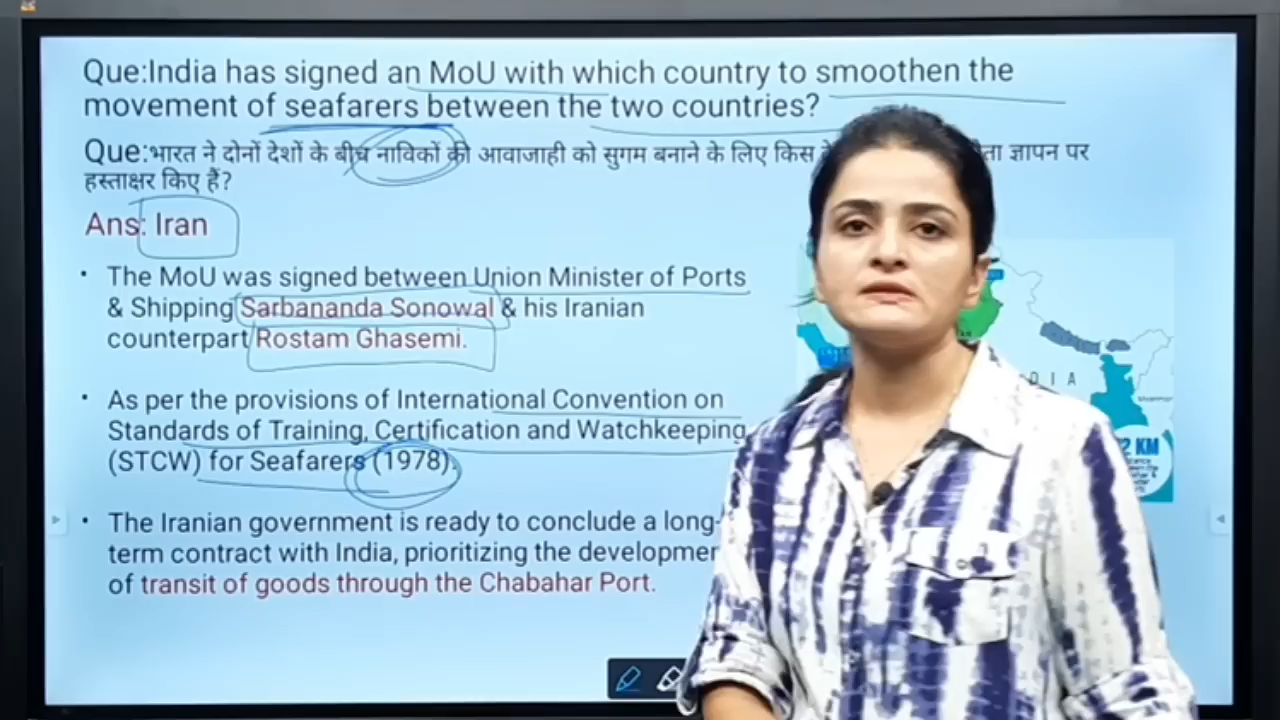 Que:India has signed an MoU with which country to smoothen the
movement of seafarers between the two countries?
Que:भारत ने दोनों देशों के बीच नाविकों की आवाजाही को सुगम बनाने के लिए किस ज्ञापन पर
हस्ताक्षर किए हैं?
Ans: Iran
• The MoU was signed between Union Minister of Ports
& Shipping Sarbananda Sonowal & his Iranian
counterpart Rostam Ghasemi.
• As per the provisions of International Convention on
Standards of Training, Certification and Watchkeeping
(STCW) for Seafarers (1978).
• The Iranian government is ready to conclude a long-
term contract with India, prioritizing the
of transit of goods through the Chabahar Port.
D I A
2 KM